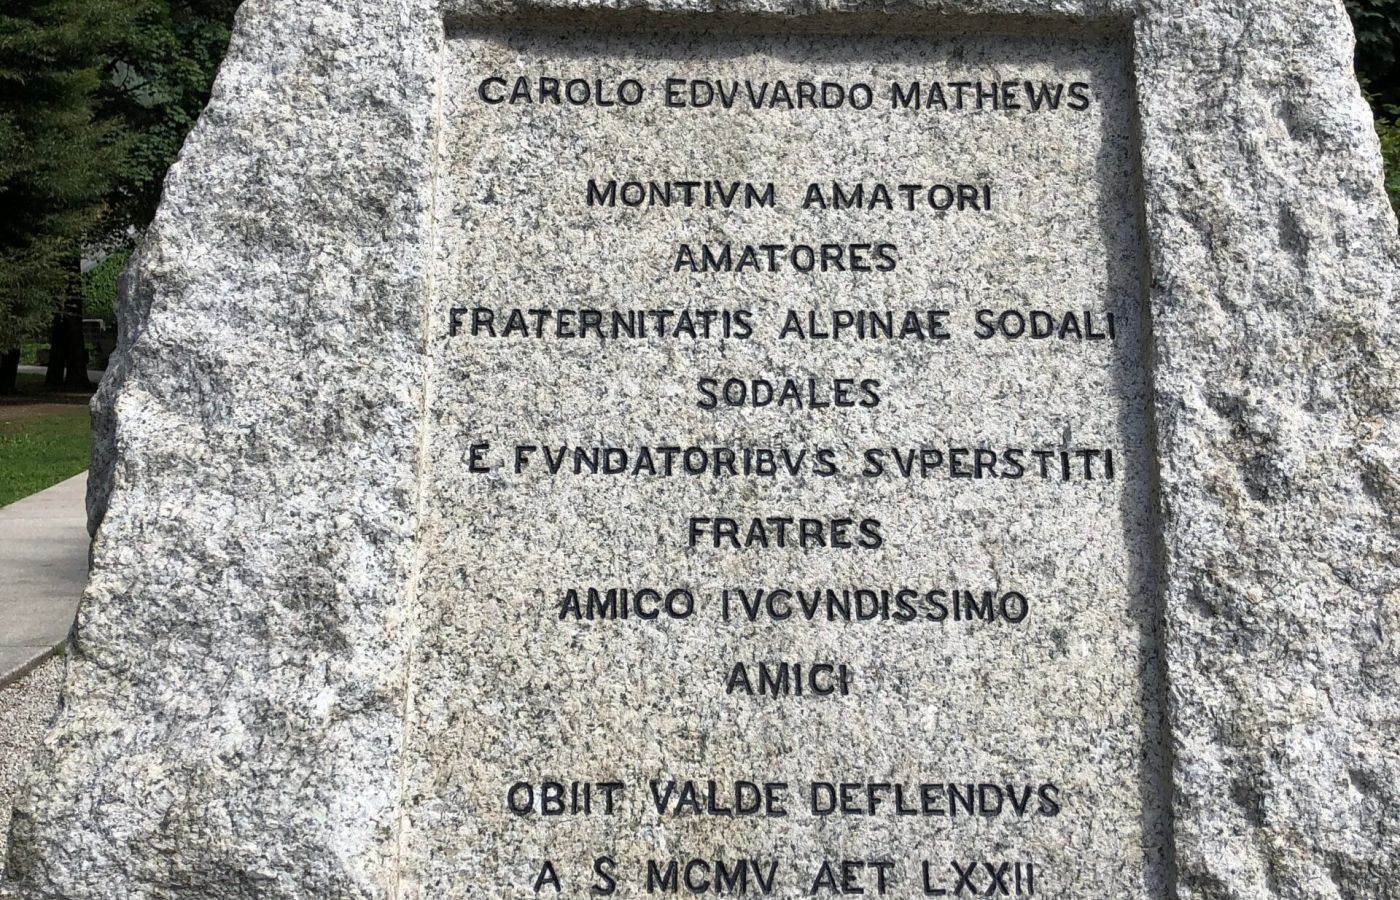 CAROLO EDVVARDO MATHEWS
MONTIVM AMATORI
AMATORES
FRATERNITATIS ALPINAE SODALI
SODALES
E FVNDATORIBVS SVPERSTITI
FRATRES
AMICO IVCVNDISSIMO
AMICI
OBIIT VALDE DEFLENDVS
A S MCMV AET LXXII